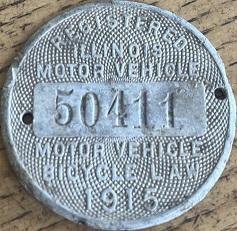 REGISTERED
ILLINOIS
MOTOR VEHICLE
50411
MOTOR VEHICLE
BICYCLE LAW
1915